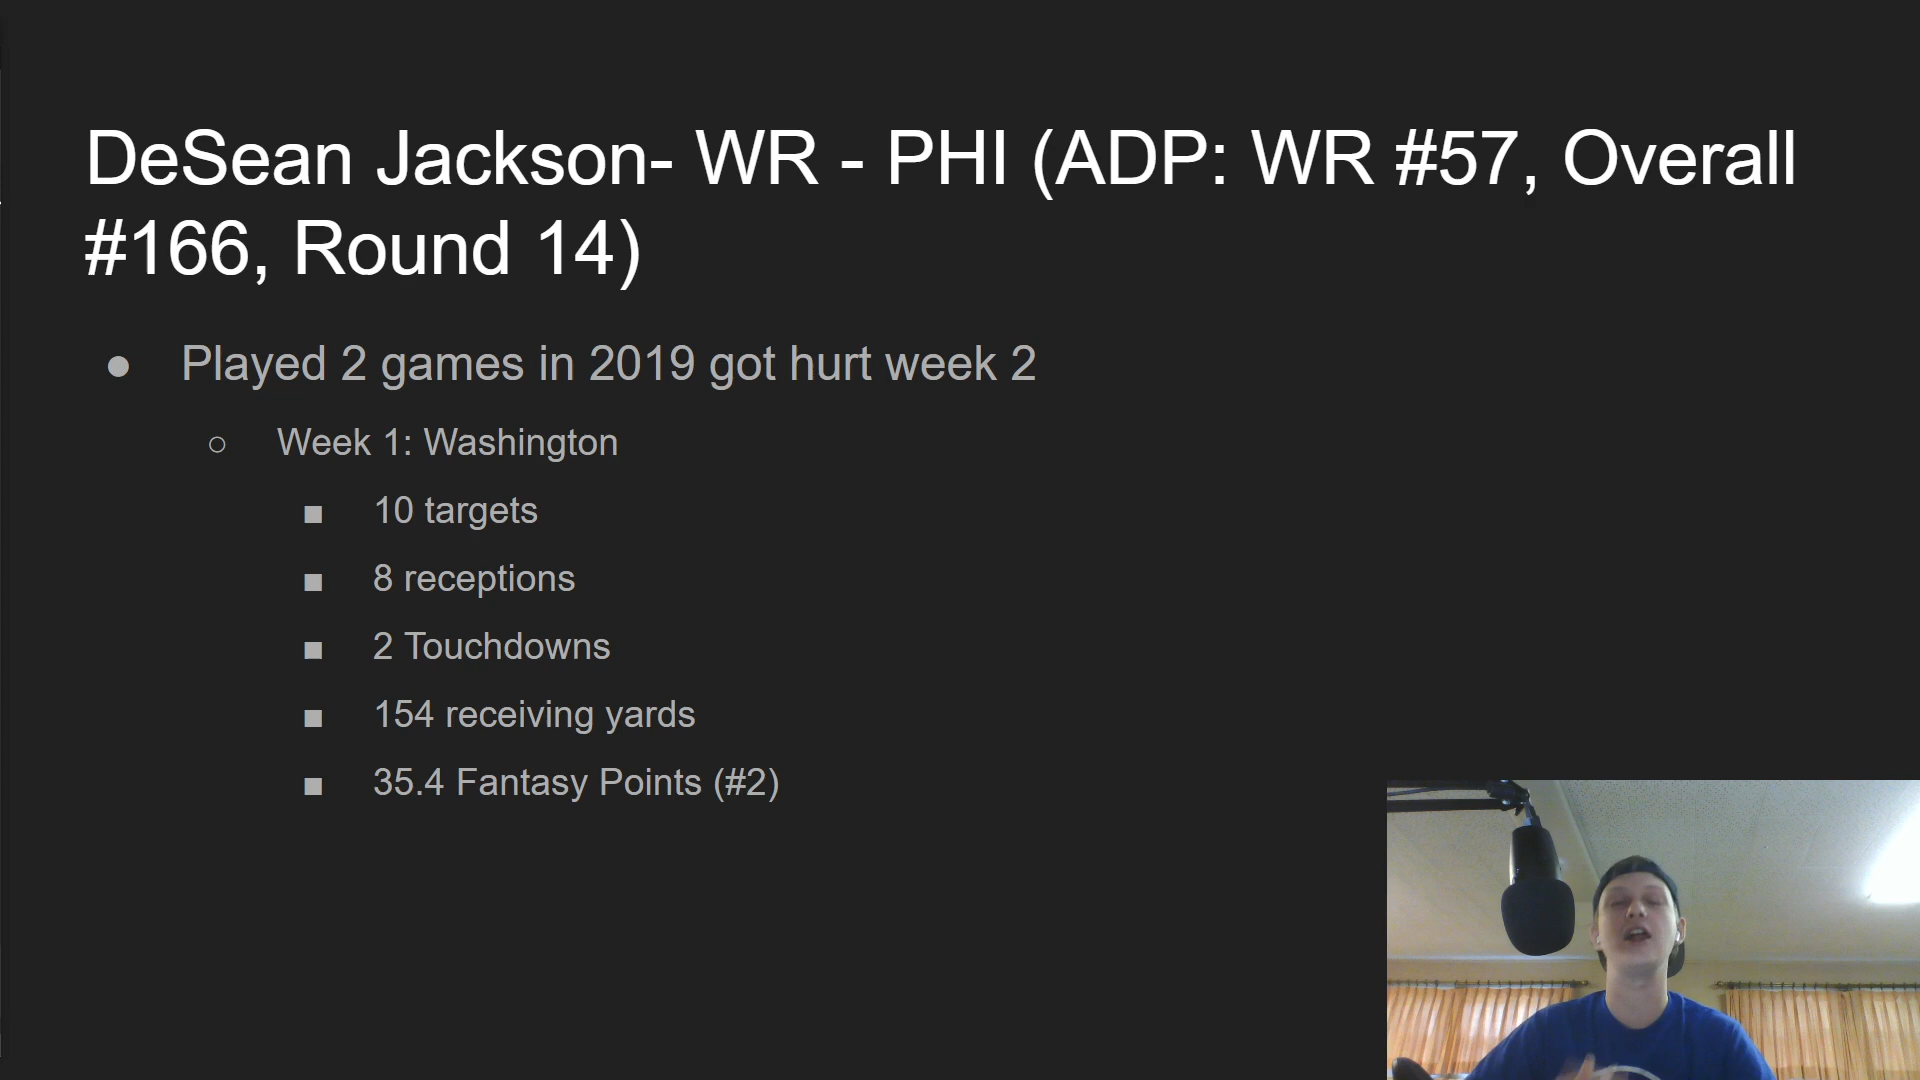 DeSean Jackson- WR - PHI (ADP: WR #57, Overall
#166, Round 14)
● Played 2 games in 2019 got hurt week 2
○ Week 1: Washington
■ 10 targets
■ 8 receptions
■ 2 Touchdowns
■ 154 receiving yards
■ 35.4 Fantasy Points (#2)